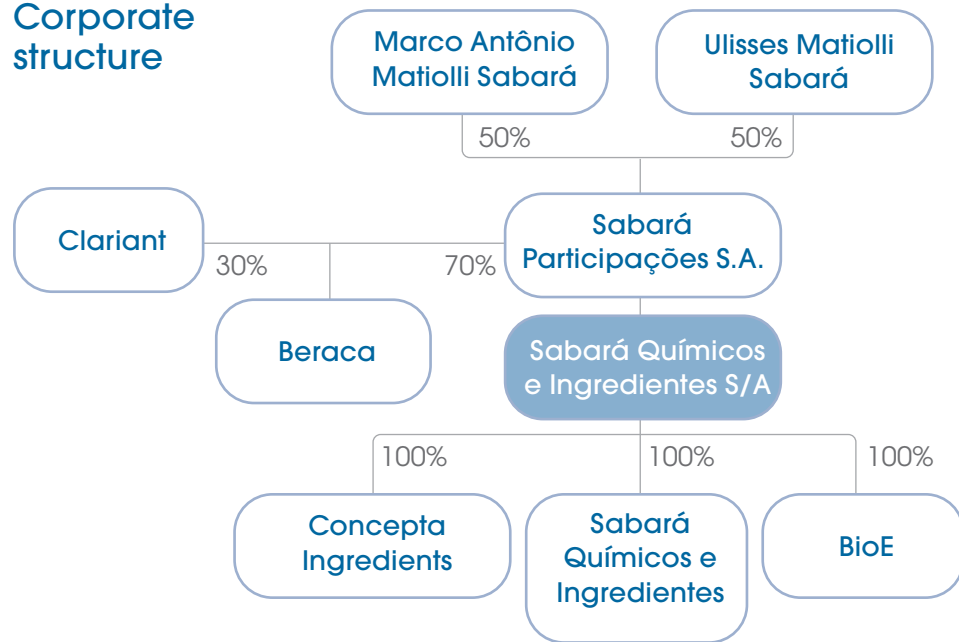 Corporate
structure
Marco Antônio
Matiolli Sabará
Ulisses Matiolli
Sabará
50%
50%
Clariant
30%
70%
Sabará
Participações S.A.
Beraca
Sabará Químicos
e Ingredientes S/A
100%
100%
100%
Concepta
Ingredients
Sabará
Químicos e
Ingredientes
BioE